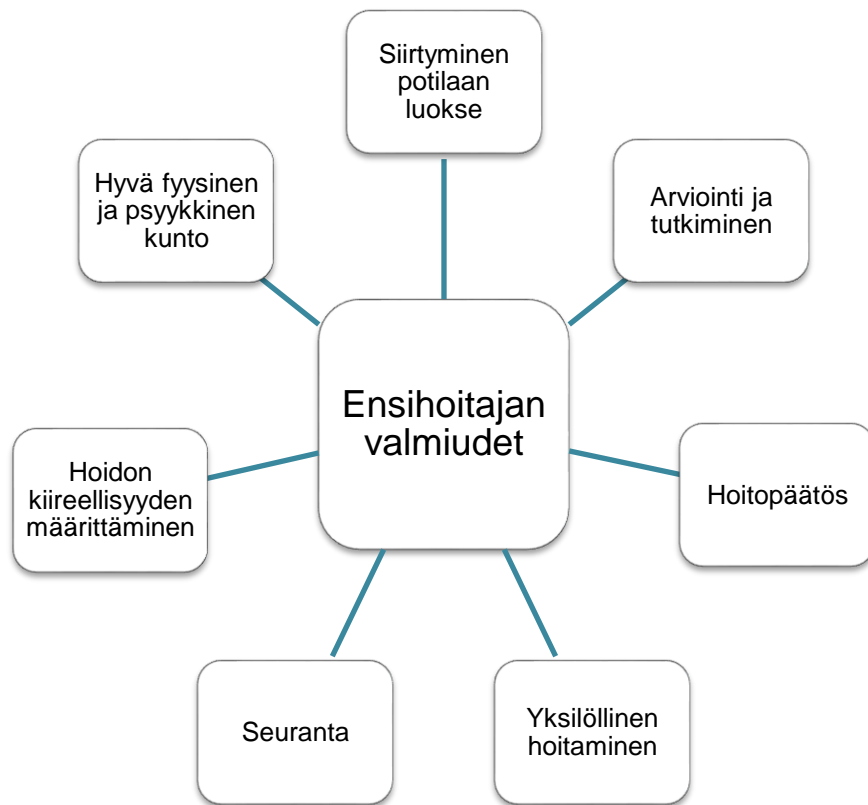 Siirtyminen
potilaan
luokse
Hyvä fyysinen
ja psyykkinen
kunto
Arviointi ja
tutkiminen
Ensihoitajan
valmiudet
Hoidon
kiireellisyyden
määrittäminen
Hoitopäätös
Seuranta
Yksilöllinen
hoitaminen